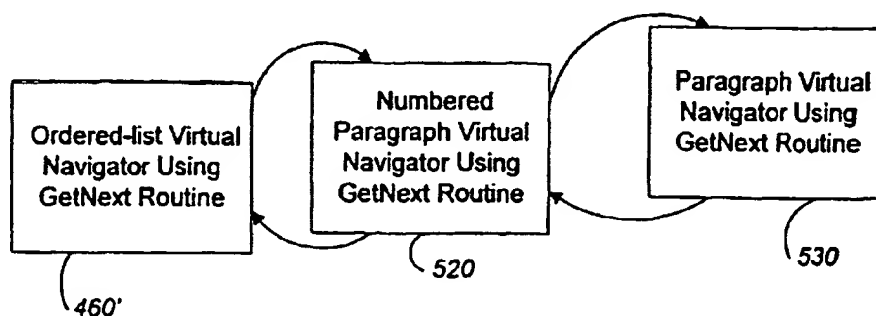 Ordered-list Virtual
Navigator Using
GetNext Routine
Numbered
Paragraph Virtual
Navigator Using
GetNext Routine
Paragraph Virtual
Navigator Using
GetNext Routine
460'
520
530